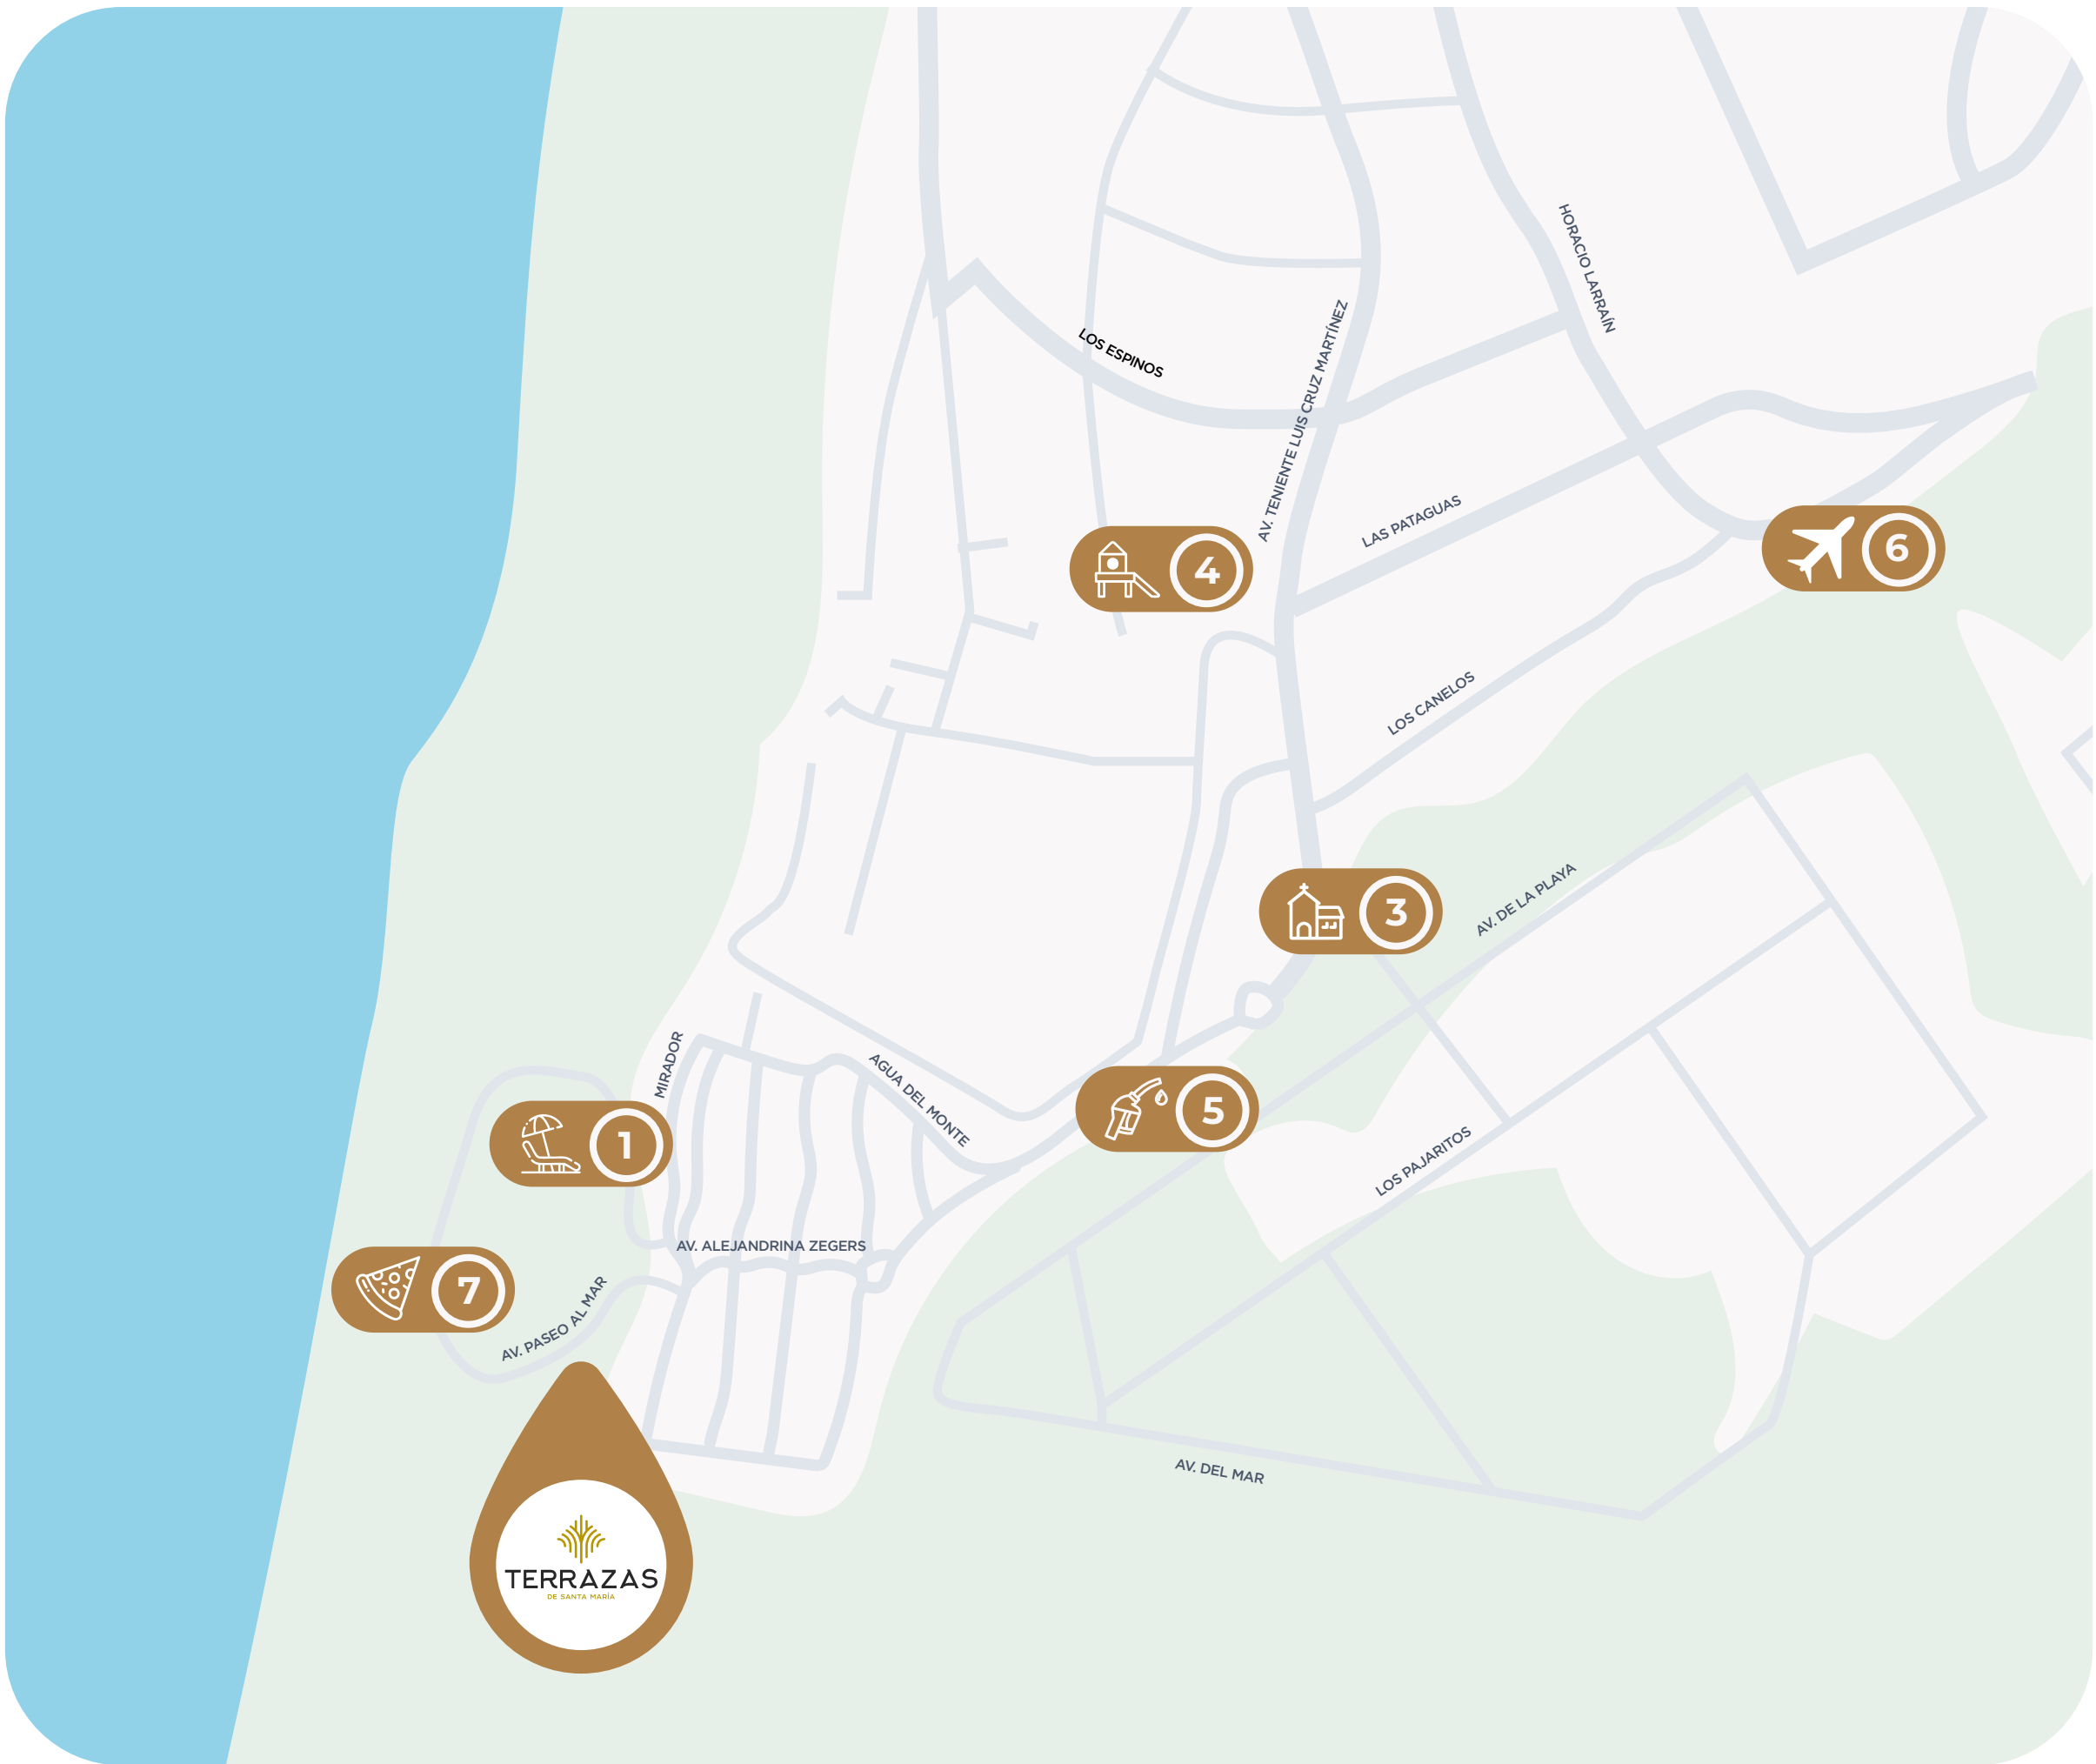 HORACIO LARRAÍN
LOS ESPINOS
AV. TENIENTE LUIS CRUZ MARTÍNEZ
LAS PATAGUAS
4
6
LOS CANELOS
3
AV. DE LA PLAYA
MIRADOR
AGUA DEL MONTE
5
1
LOS PAJARITOS
AV. ALEJANDRINA ZEGERS
7
AV. PASEO AL MAR
AV. DEL MAR
TERRAZAS
DE SANTA MARÍA